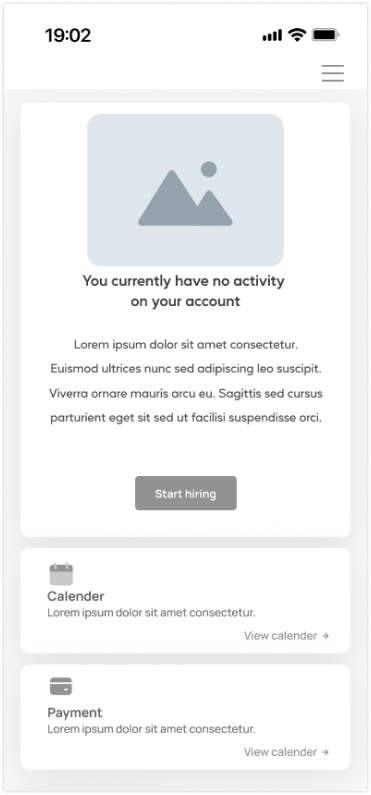 19:02
You currently have no activity
on your account
Lorem ipsum dolor sit amet consectetur.
Euismod ultrices nunc sed adipiscing leo suscipit.
Viverra ornare mauris arcu eu. Sagittis sed cursus
parturient eget sit sed ut facilisi suspendisse orci.
Start hiring
Calender
Lorem ipsum dolor sit amet consectetur.
View calender →
Payment
Lorem ipsum dolor sit amet consectetur.
View calender →